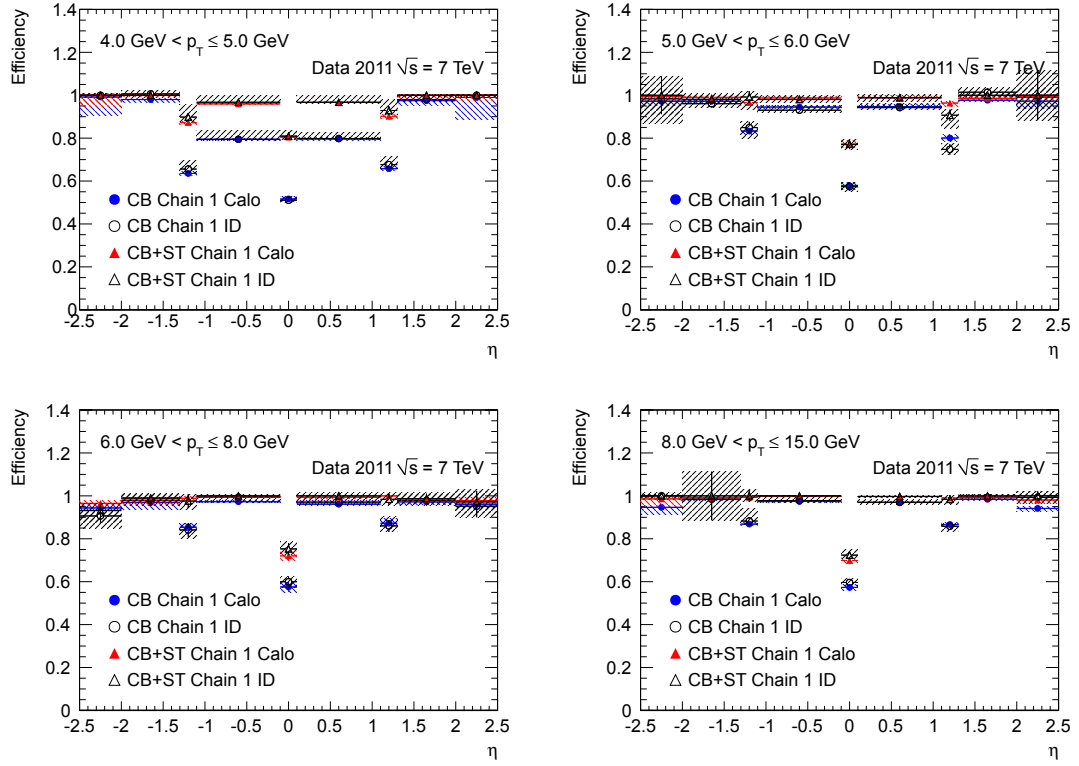 Efficiency
1.4
1.2
1
0.8
0.6
0.4
0.2
0
4.0 GeV < p_T ≤ 5.0 GeV
Data 2011 √s = 7 TeV
CB Chain 1 Calo
CB Chain 1 ID
CB+ST Chain 1 Calo
CB+ST Chain 1 ID
-2.5 -2 -1.5 -1 -0.5 0 0.5 1 1.5 2 2.5
η
Efficiency
1.4
1.2
1
0.8
0.6
0.4
0.2
0
5.0 GeV < p_T ≤ 6.0 GeV
Data 2011 √s = 7 TeV
CB Chain 1 Calo
CB Chain 1 ID
CB+ST Chain 1 Calo
CB+ST Chain 1 ID
-2.5 -2 -1.5 -1 -0.5 0 0.5 1 1.5 2 2.5
η
Efficiency
1.4
1.2
1
0.8
0.6
0.4
0.2
0
6.0 GeV < p_T ≤ 8.0 GeV
Data 2011 √s = 7 TeV
CB Chain 1 Calo
CB Chain 1 ID
CB+ST Chain 1 Calo
CB+ST Chain 1 ID
-2.5 -2 -1.5 -1 -0.5 0 0.5 1 1.5 2 2.5
η
Efficiency
1.4
1.2
1
0.8
0.6
0.4
0.2
0
8.0 GeV < p_T ≤ 15.0 GeV
Data 2011 √s = 7 TeV
CB Chain 1 Calo
CB Chain 1 ID
CB+ST Chain 1 Calo
CB+ST Chain 1 ID
-2.5 -2 -1.5 -1 -0.5 0 0.5 1 1.5 2 2.5
η